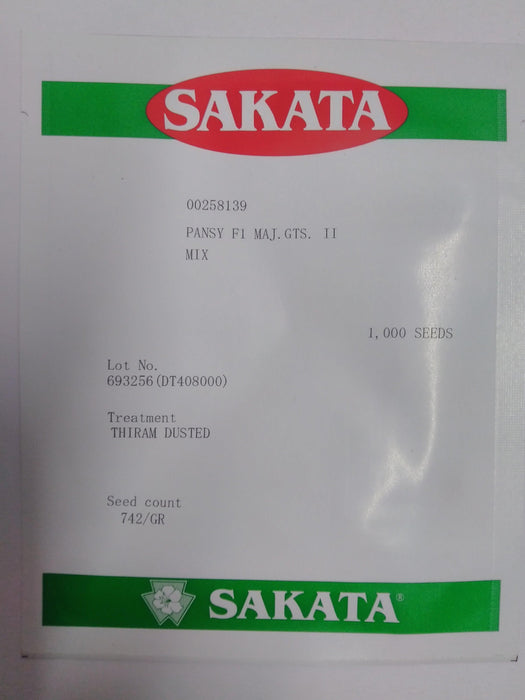 SAKATA
00258139
PANSY F1 MAJ.GTS. II
MIX
1,000 SEEDS
Lot No.
693256(DT408000)
Treatment
THIRAM DUSTED
Seed count
742/GR
SAKATA®